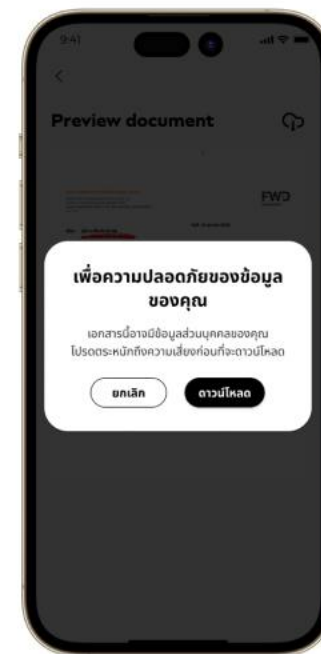 9:41
Preview document
FWD
เพื่อความปลอดภัยของข้อมูล
ของคุณ
เอกสารนี้อาจมีข้อมูลส่วนบุคคลของคุณ
โปรดตระหนักถึงความเสี่ยงก่อนที่จะดาวน์โหลด
ยกเลิก
ดาวน์โหลด